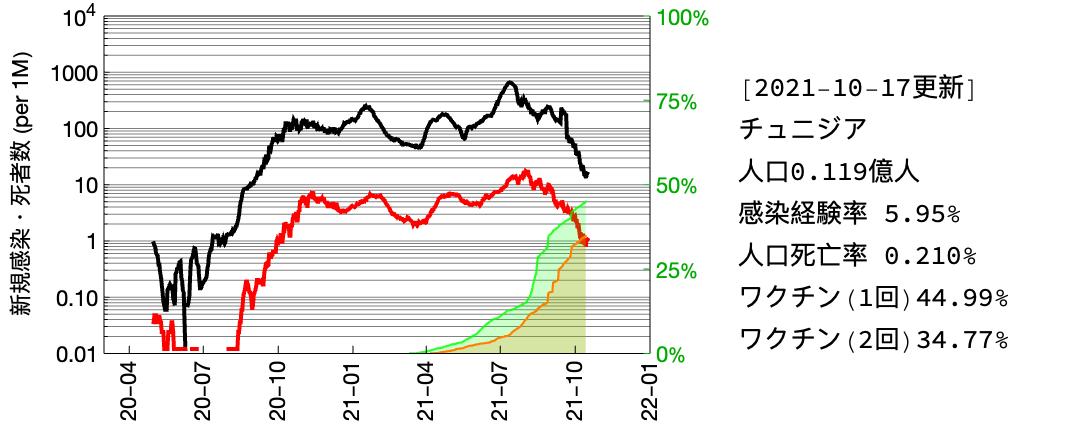 新規感染・死者数 (per 1M)
10^4
1000
100
10
1
0.10
0.01
100%
75%
50%
25%
0%
20-04
20-07
20-10
21-01
21-04
21-07
21-10
22-01
[2021-10-17更新]
チュニジア
人口0.119億人
感染経験率 5.95%
人口死亡率 0.210%
ワクチン(1回)44.99%
ワクチン(2回)34.77%